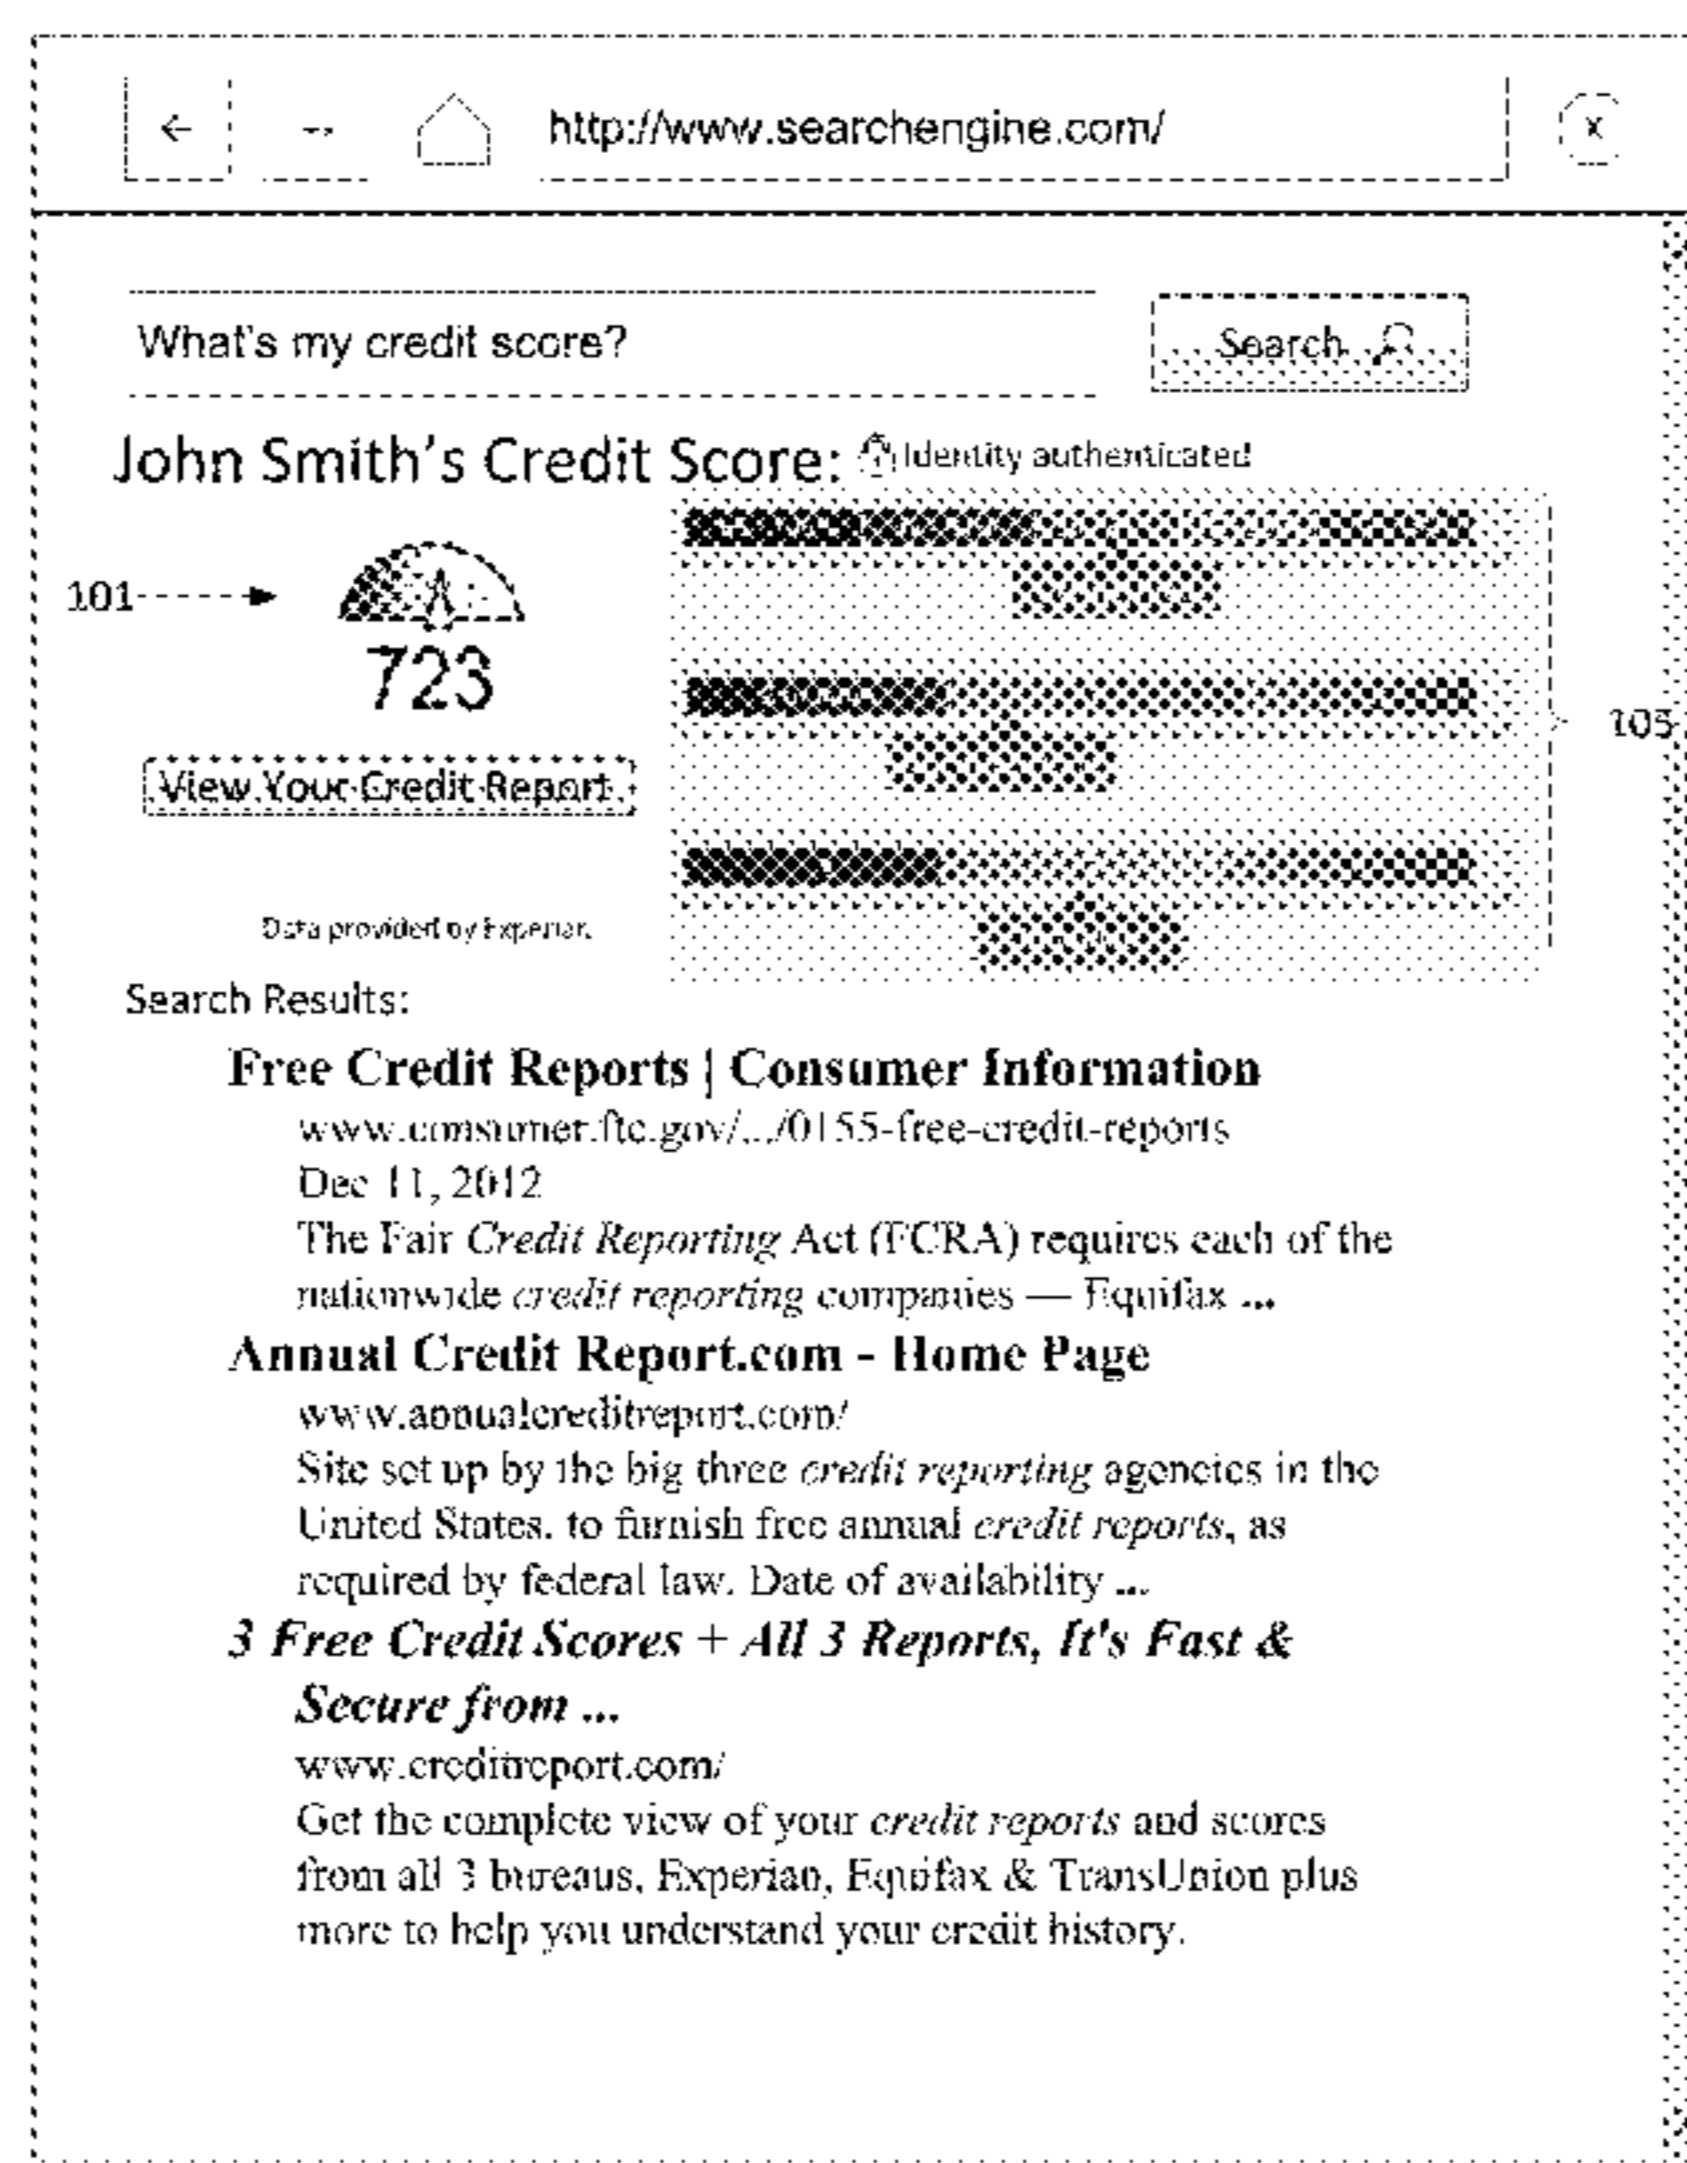 http://www.searchengine.com/
X
What's my credit score?
Search
John Smith's Credit Score:
Identity authenticated
101
723
105
View Your Credit Report
Data provided by Experian.
Search Results:
Free Credit Reports | Consumer Information
www.consumer.ftc.gov/.../0155-free-credit-reports
Dec 11, 2012
The Fair Credit Reporting Act (FCRA) requires each of the
nationwide credit reporting companies — Equifax ...
Annual Credit Report.com - Home Page
www.annualcreditreport.com/
Site set up by the big three credit reporting agencies in the
United States. to furnish free annual credit reports, as
required by federal law. Date of availability ...
3 Free Credit Scores + All 3 Reports, It's Fast &
Secure from ...
www.creditreport.com/
Get the complete view of your credit reports and scores
from all 3 bureaus, Experian, Equifax & TransUnion plus
more to help you understand your credit history.